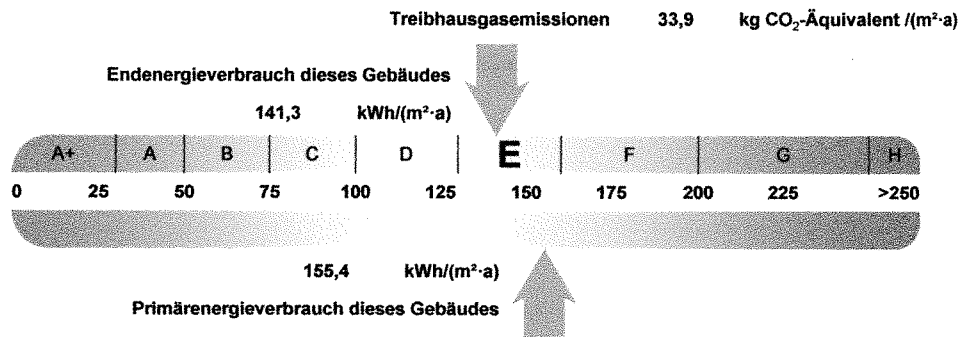 Treibhausgasemissionen 33,9 kg CO₂-Äquivalent /(m²·a)
Endenergieverbrauch dieses Gebäudes
141,3 kWh/(m²·a)
A+ A B C D E F G H
0 25 50 75 100 125 150 175 200 225 >250
155,4 kWh/(m²·a)
Primärenergieverbrauch dieses Gebäudes